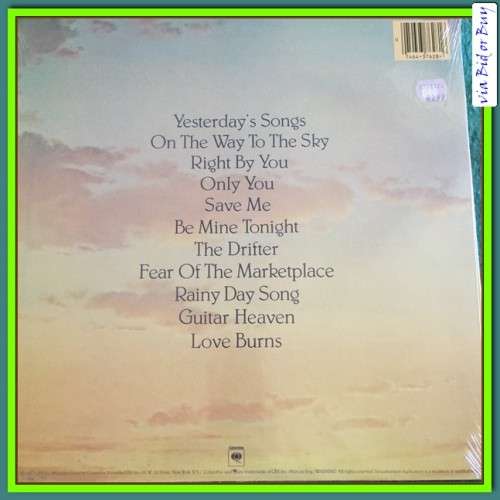 via Bid or Buy
Yesterday's Songs
On The Way To The Sky
Right By You
Only You
Save Me
Be Mine Tonight
The Drifter
Fear Of The Marketplace
Rainy Day Song
Guitar Heaven
Love Burns